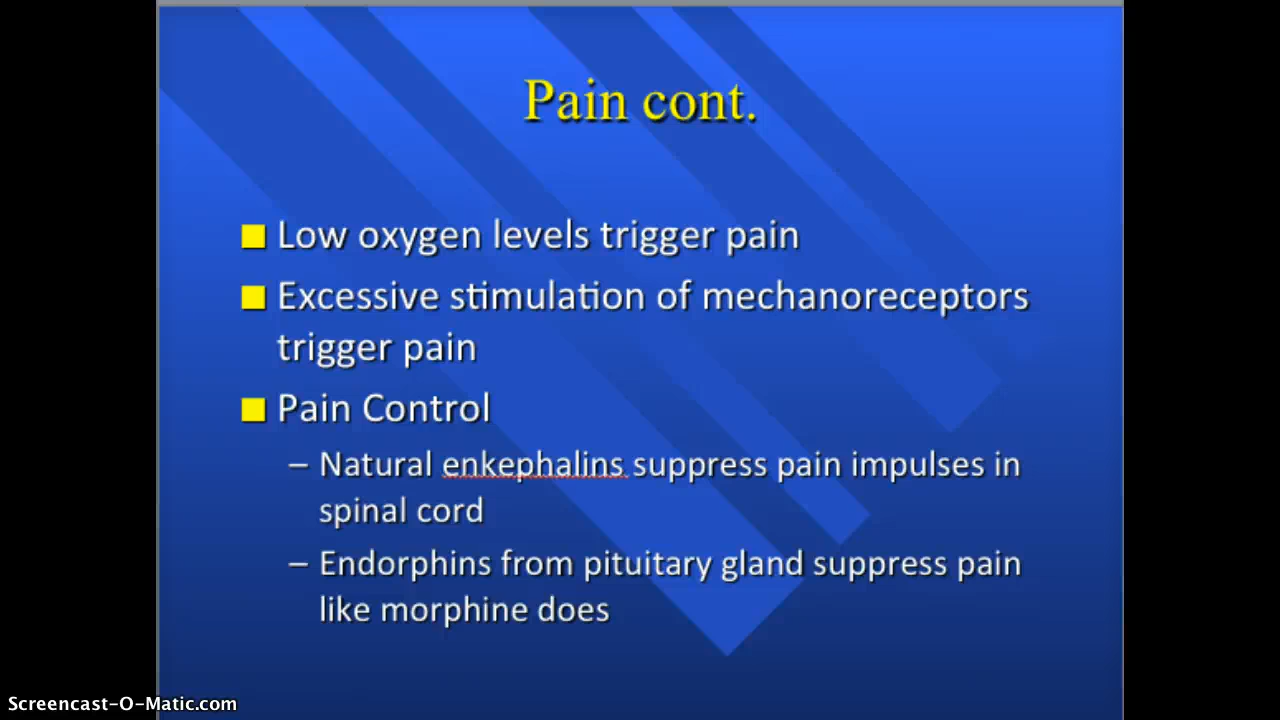 Pain cont.
Low oxygen levels trigger pain
Excessive stimulation of mechanoreceptors
trigger pain
Pain Control
– Natural enkephalins suppress pain impulses in
spinal cord
– Endorphins from pituitary gland suppress pain
like morphine does
Screencast-O-Matic.com